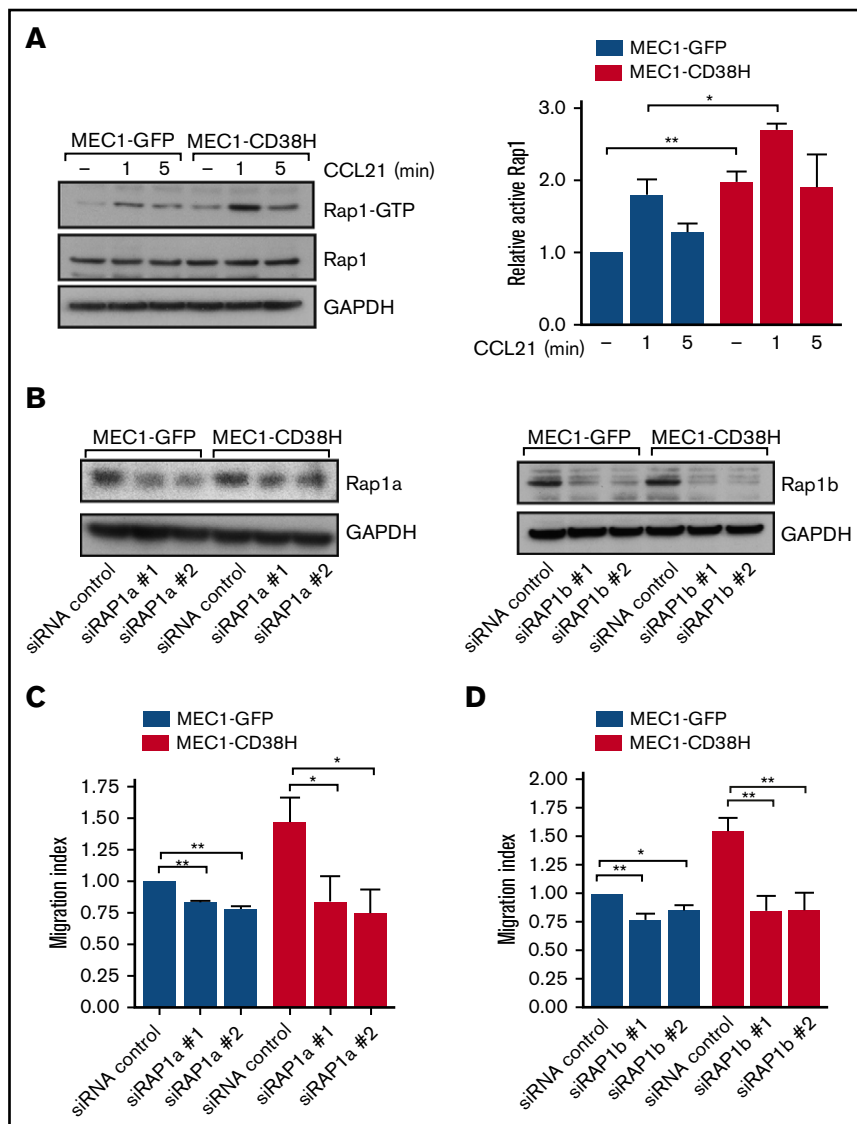 A
MEC1-GFP
MEC1-CD38H
MEC1-GFP MEC1-CD38H
– 1 5 – 1 5 CCL21 (min)
Rap1-GTP
Rap1
GAPDH
* 
**
3.0
2.0
1.0
0.0
Relative active Rap1
CCL21 (min) – 1 5 – 1 5
B
MEC1-GFP MEC1-CD38H
Rap1a
GAPDH
siRNA control siRAP1a #1 siRAP1a #2 siRNA control siRAP1a #1 siRAP1a #2
MEC1-GFP MEC1-CD38H
Rap1b
GAPDH
siRNA control siRAP1b #1 siRAP1b #2 siRNA control siRAP1b #1 siRAP1b #2
C
MEC1-GFP
MEC1-CD38H
*
*
**
**
1.75
1.50
1.25
1.00
0.75
0.50
0.25
0.00
Migration index
siRNA control siRAP1a #1 siRAP1a #2 siRNA control siRAP1a #1 siRAP1a #2
D
MEC1-GFP
MEC1-CD38H
**
**
*
**
2.00
1.75
1.50
1.25
1.00
0.75
0.50
0.25
0.00
Migration index
siRNA control siRAP1b #1 siRAP1b #2 siRNA control siRAP1b #1 siRAP1b #2